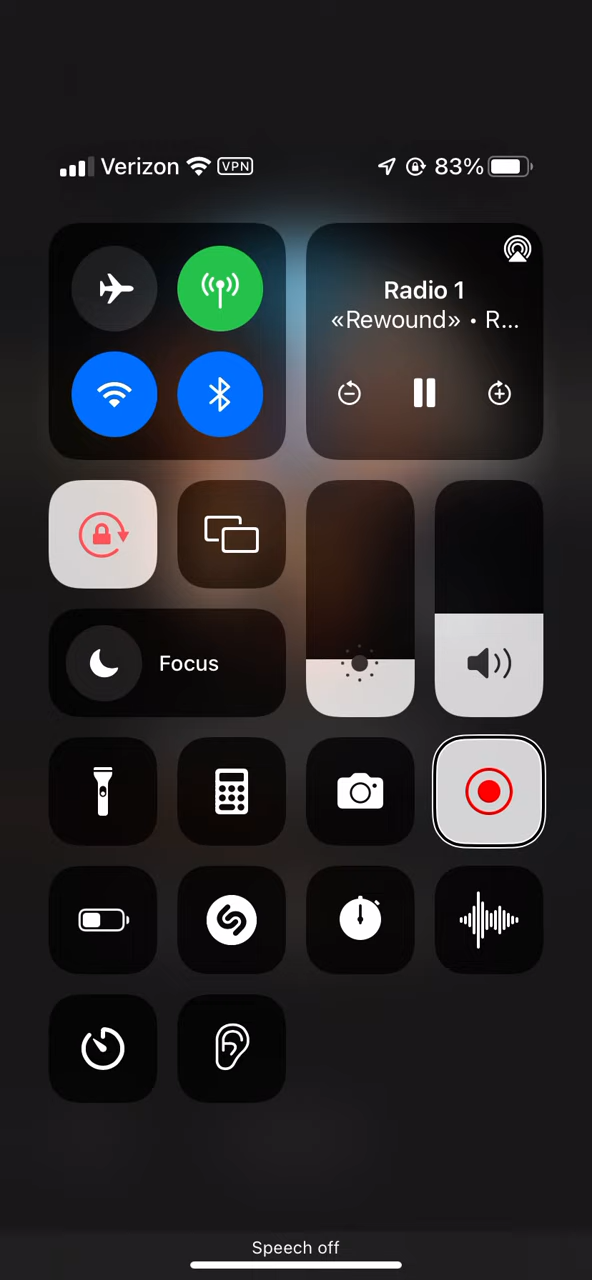 Verizon VPN 83%
Radio 1
«Rewound» • R...
Focus
Speech off